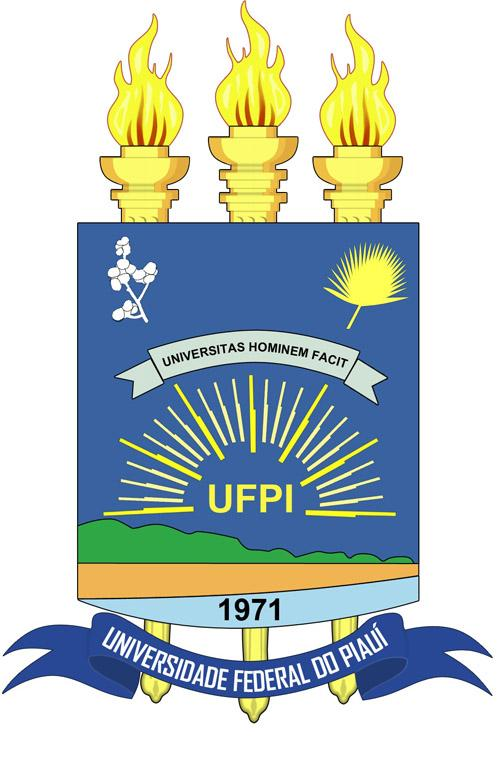 UNIVERSITAS HOMINEM FACIT
UFPI
1971
UNIVERSIDADE FEDERAL DO PIAUÍ